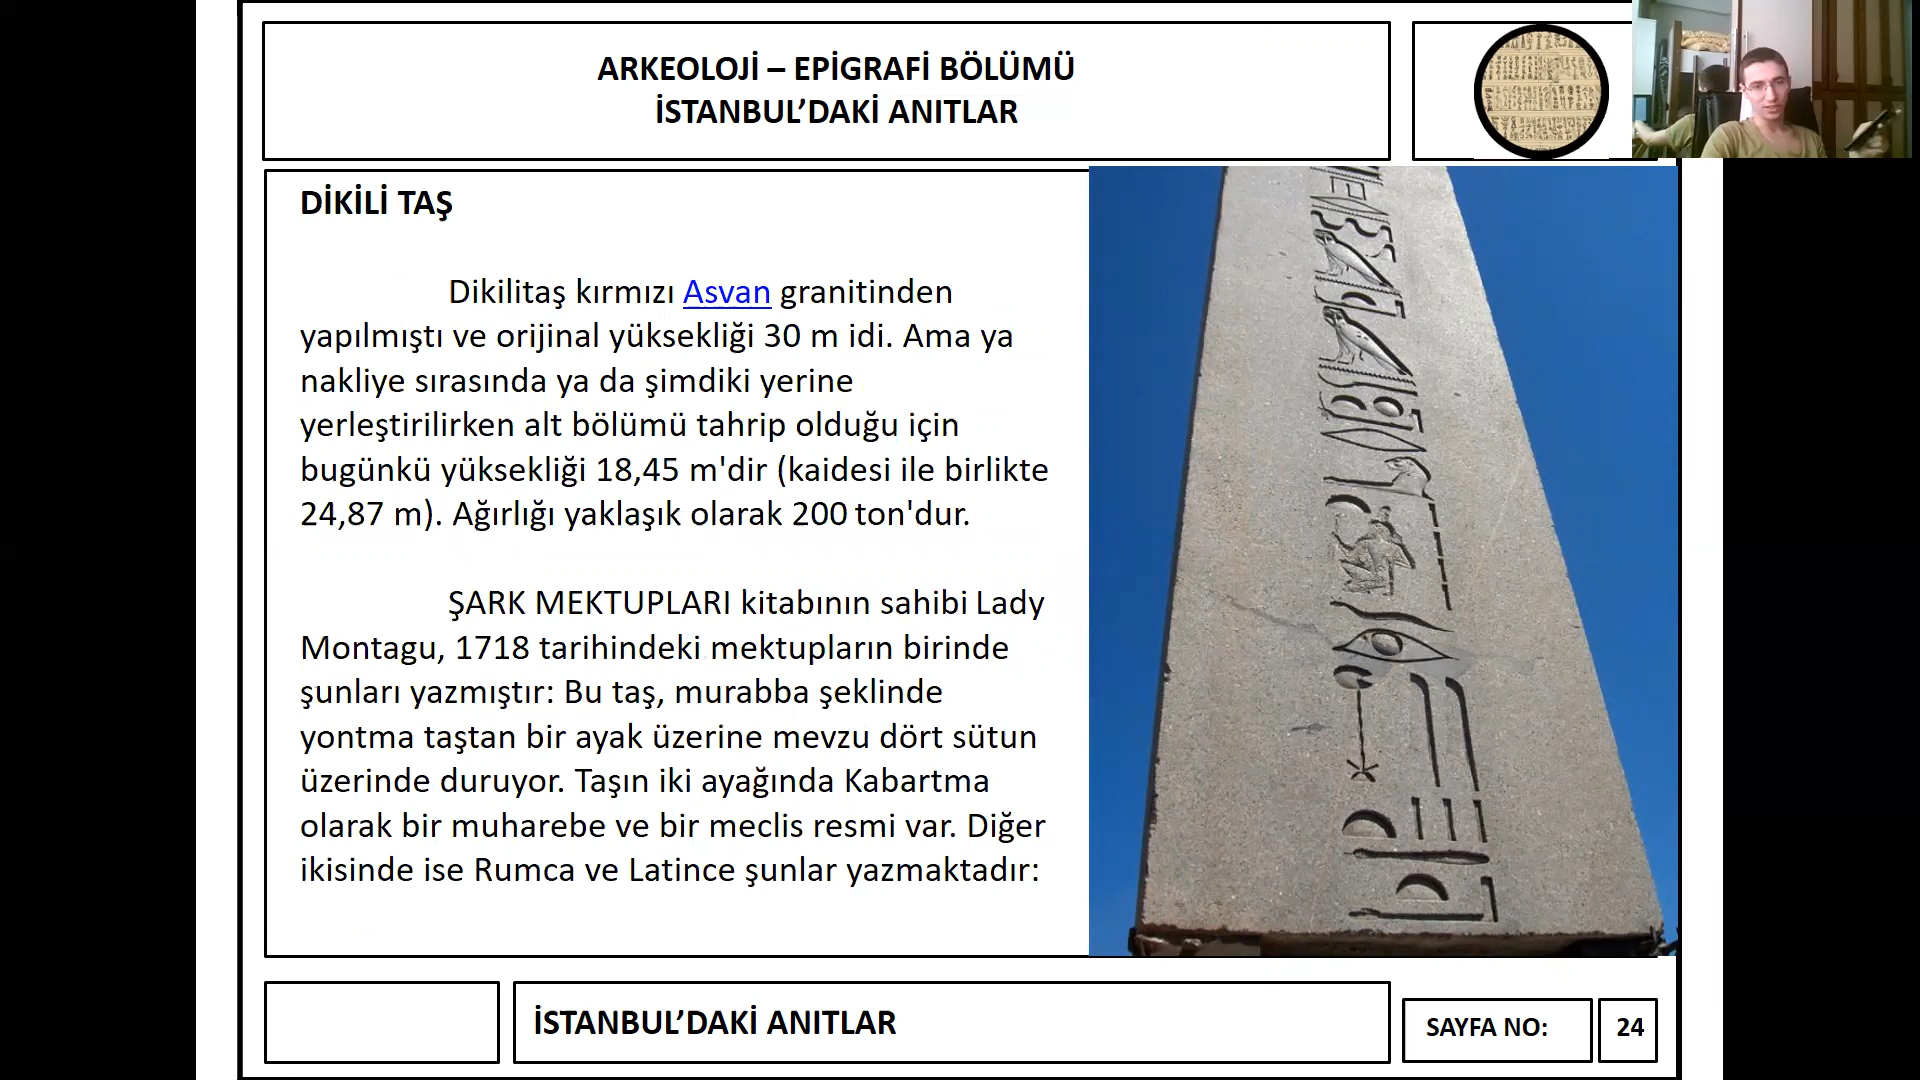 ARKEOLOJİ – EPİGRAFİ BÖLÜMÜ
İSTANBUL’DAKİ ANITLAR
DİKİLİ TAŞ
Dikilitaş kırmızı Asvan granitinden
yapılmıştı ve orijinal yüksekliği 30 m idi. Ama ya
nakliye sırasında ya da şimdiki yerine
yerleştirilirken alt bölümü tahrip olduğu için
bugünkü yüksekliği 18,45 m'dir (kaidesi ile birlikte
24,87 m). Ağırlığı yaklaşık olarak 200 ton'dur.
ŞARK MEKTUPLARI kitabının sahibi Lady
Montagu, 1718 tarihindeki mektupların birinde
şunları yazmıştır: Bu taş, murabba şeklinde
yontma taştan bir ayak üzerine mevzu dört sütun
üzerinde duruyor. Taşın iki ayağında Kabartma
olarak bir muharebe ve bir meclis resmi var. Diğer
ikisinde ise Rumca ve Latince şunlar yazmaktadır:
İSTANBUL’DAKİ ANITLAR
SAYFA NO:
24